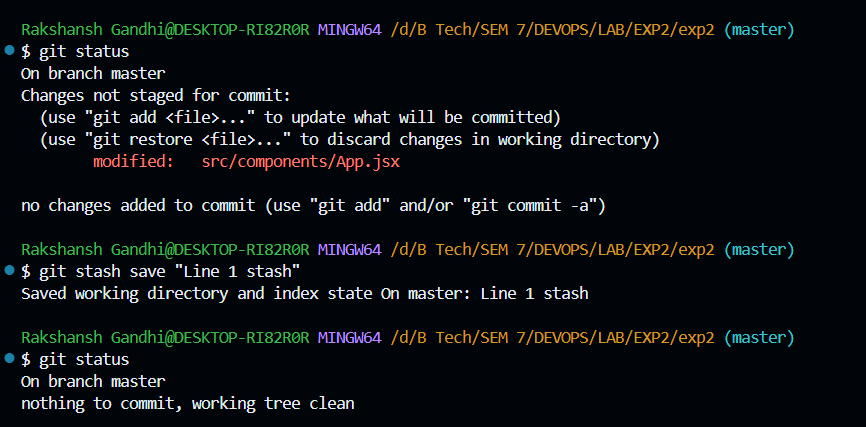 Rakshansh Gandhi@DESKTOP-RI82R0R MINGW64 /d/B Tech/SEM 7/DEVOPS/LAB/EXP2/exp2 (master)
$ git status
On branch master
Changes not staged for commit:
  (use "git add <file>..." to update what will be committed)
  (use "git restore <file>..." to discard changes in working directory)
        modified:   src/components/App.jsx

no changes added to commit (use "git add" and/or "git commit -a")

Rakshansh Gandhi@DESKTOP-RI82R0R MINGW64 /d/B Tech/SEM 7/DEVOPS/LAB/EXP2/exp2 (master)
$ git stash save "Line 1 stash"
Saved working directory and index state On master: Line 1 stash

Rakshansh Gandhi@DESKTOP-RI82R0R MINGW64 /d/B Tech/SEM 7/DEVOPS/LAB/EXP2/exp2 (master)
$ git status
On branch master
nothing to commit, working tree clean